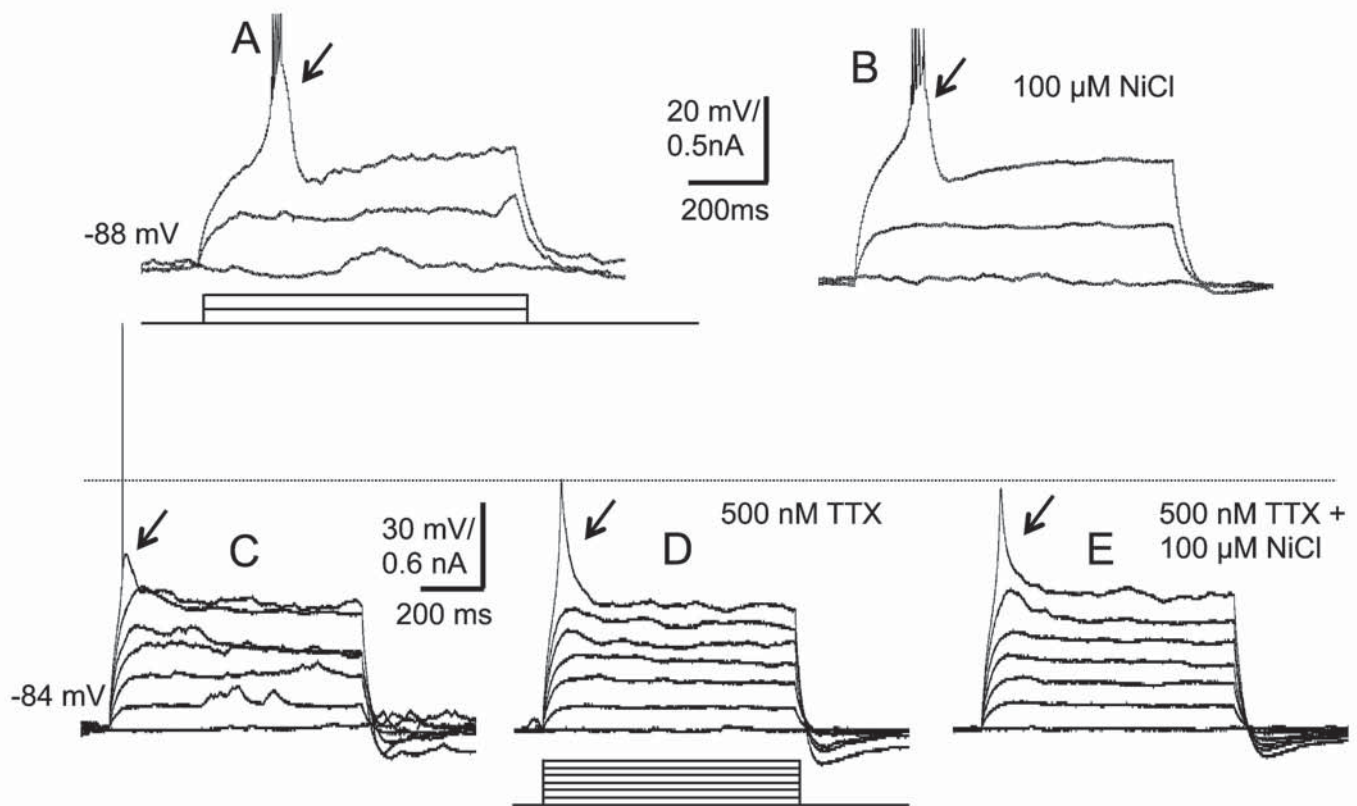 A
20 mV/
0.5nA
200ms
-88 mV
B
100 µM NiCl
C
30 mV/
0.6 nA
200 ms
-84 mV
D
500 nM TTX
E
500 nM TTX +
100 µM NiCl